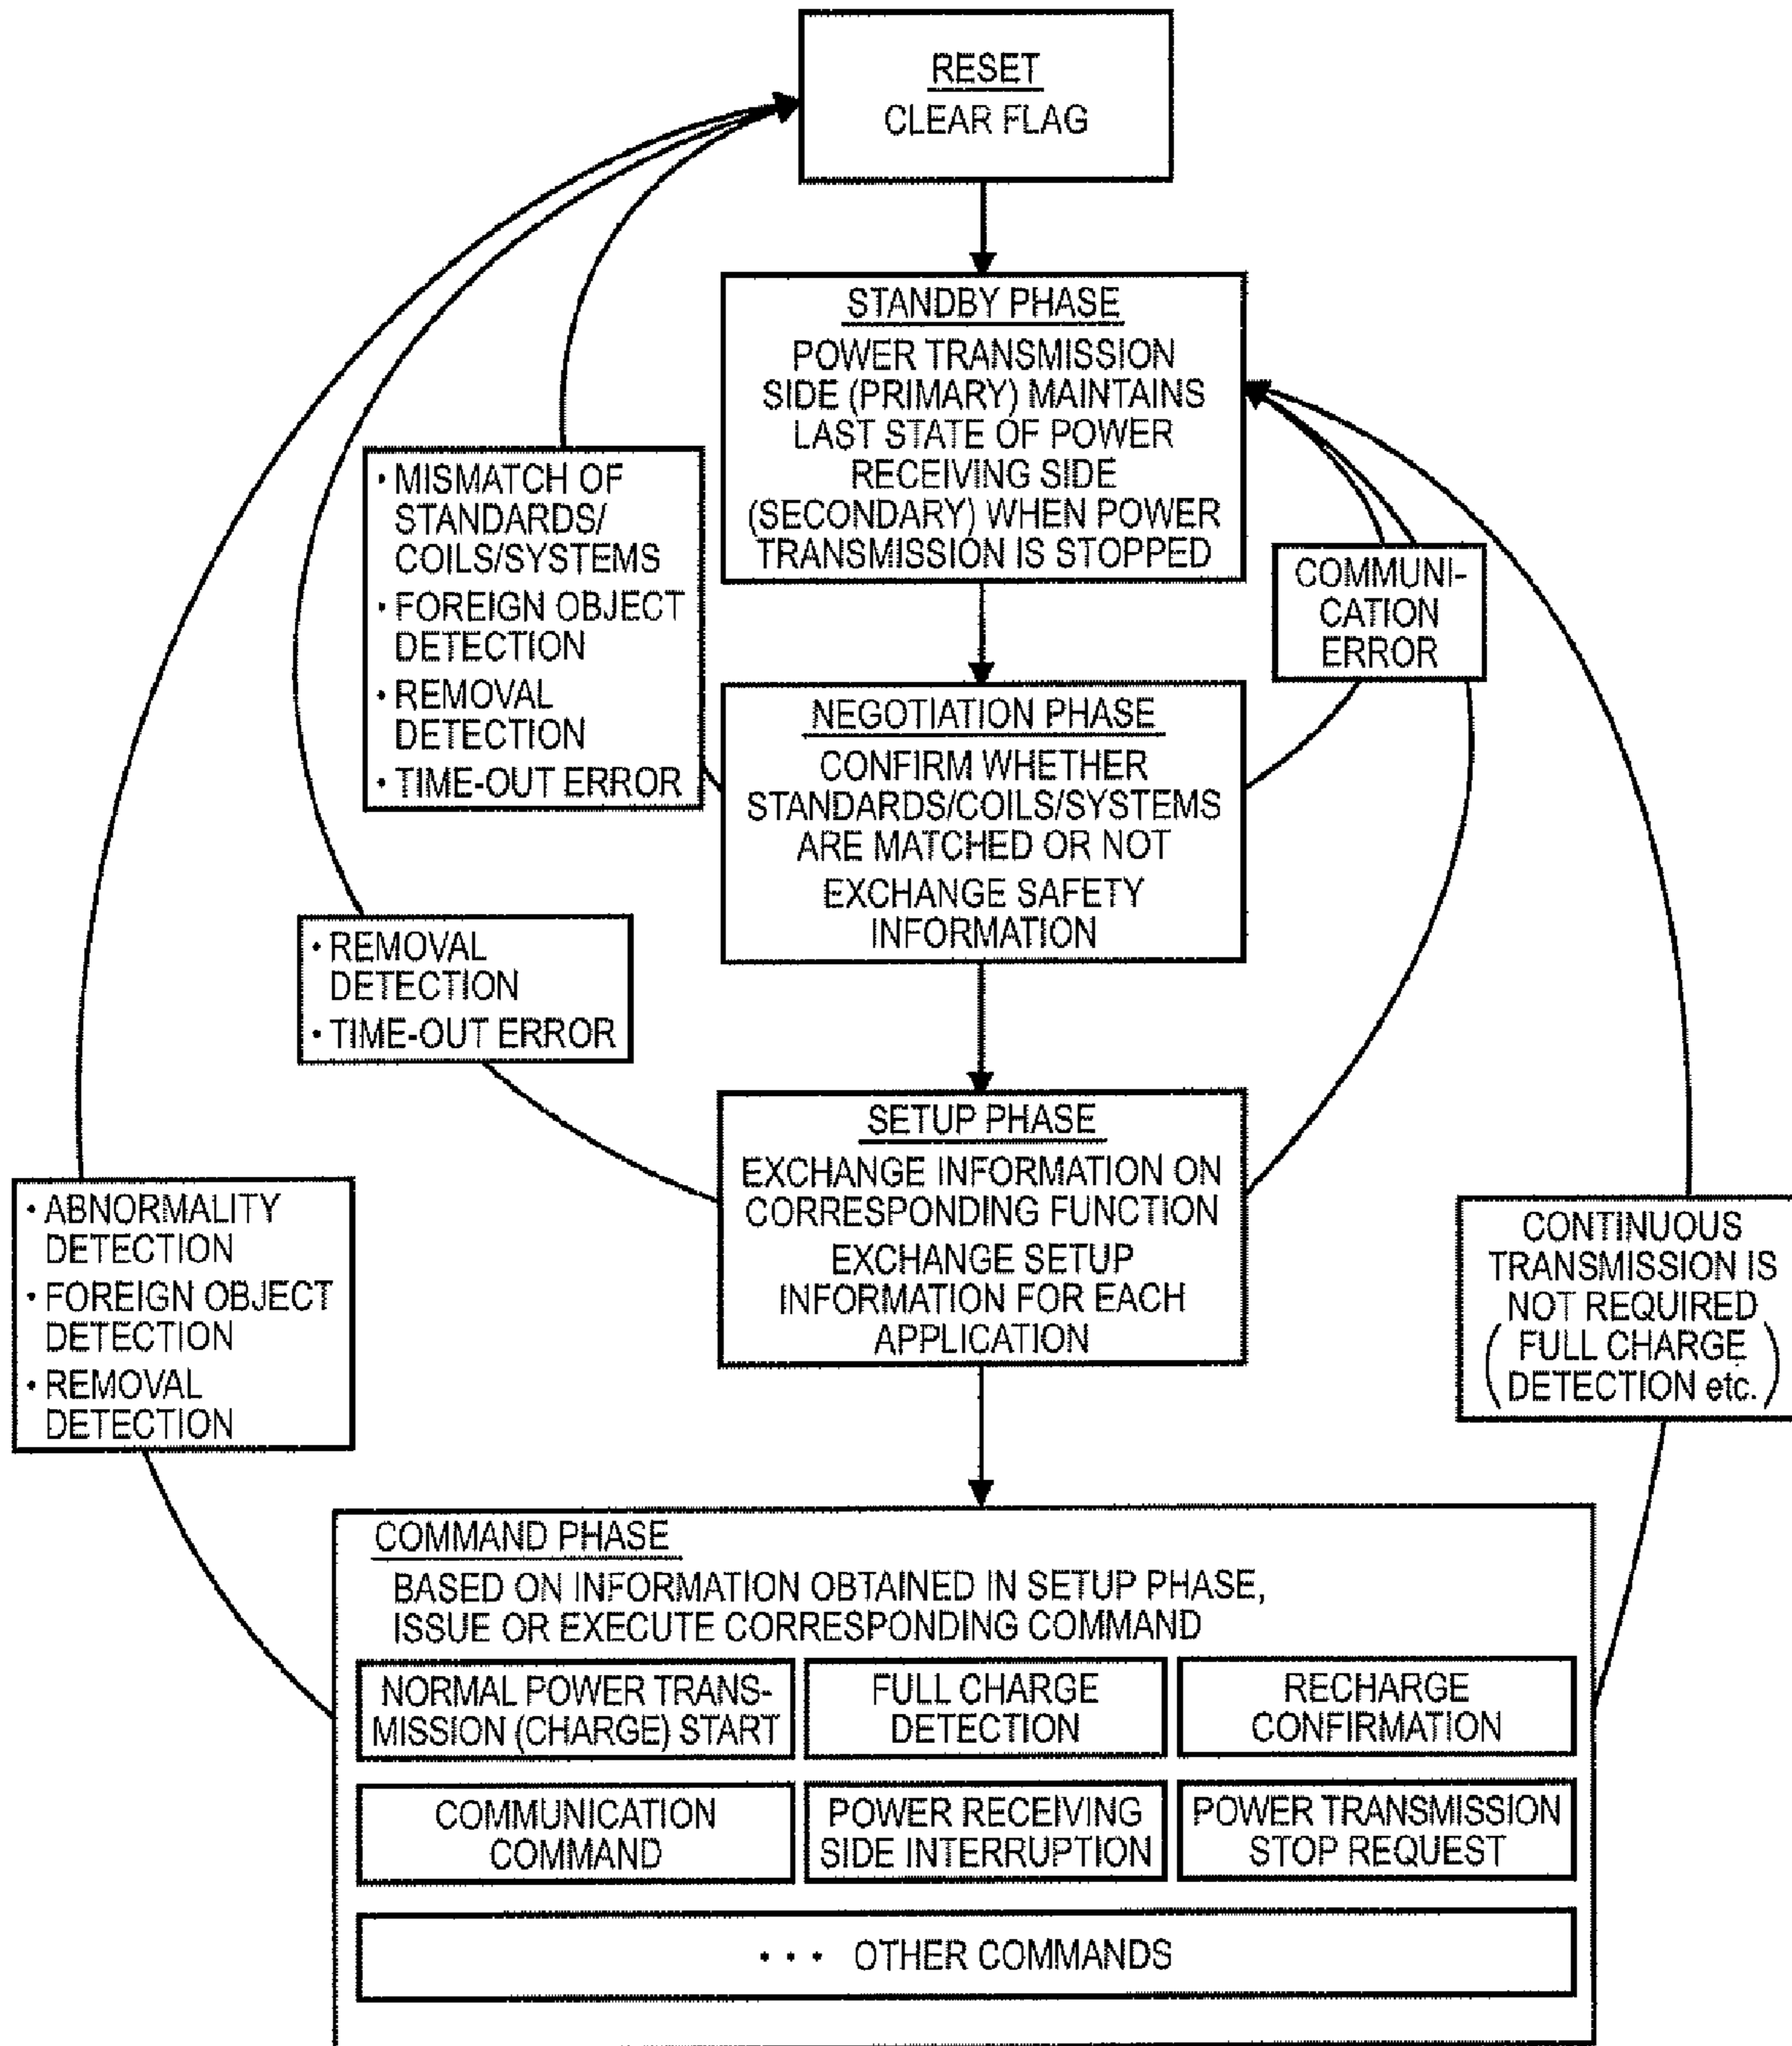 RESET
CLEAR FLAG
STANDBY PHASE
POWER TRANSMISSION
SIDE (PRIMARY) MAINTAINS
LAST STATE OF POWER
RECEIVING SIDE
(SECONDARY) WHEN POWER
TRANSMISSION IS STOPPED
• MISMATCH OF
STANDARDS/
COILS/SYSTEMS
• FOREIGN OBJECT
DETECTION
• REMOVAL
DETECTION
• TIME-OUT ERROR
COMMUNI-
CATION
ERROR
NEGOTIATION PHASE
CONFIRM WHETHER
STANDARDS/COILS/SYSTEMS
ARE MATCHED OR NOT
EXCHANGE SAFETY
INFORMATION
• REMOVAL
DETECTION
• TIME-OUT ERROR
SETUP PHASE
EXCHANGE INFORMATION ON
CORRESPONDING FUNCTION
EXCHANGE SETUP
INFORMATION FOR EACH
APPLICATION
• ABNORMALITY
DETECTION
• FOREIGN OBJECT
DETECTION
• REMOVAL
DETECTION
CONTINUOUS
TRANSMISSION IS
NOT REQUIRED
(FULL CHARGE
DETECTION etc.)
COMMAND PHASE
BASED ON INFORMATION OBTAINED IN SETUP PHASE,
ISSUE OR EXECUTE CORRESPONDING COMMAND
NORMAL POWER TRANS-
MISSION (CHARGE) START
FULL CHARGE
DETECTION
RECHARGE
CONFIRMATION
COMMUNICATION
COMMAND
POWER RECEIVING
SIDE INTERRUPTION
POWER TRANSMISSION
STOP REQUEST
• • • OTHER COMMANDS